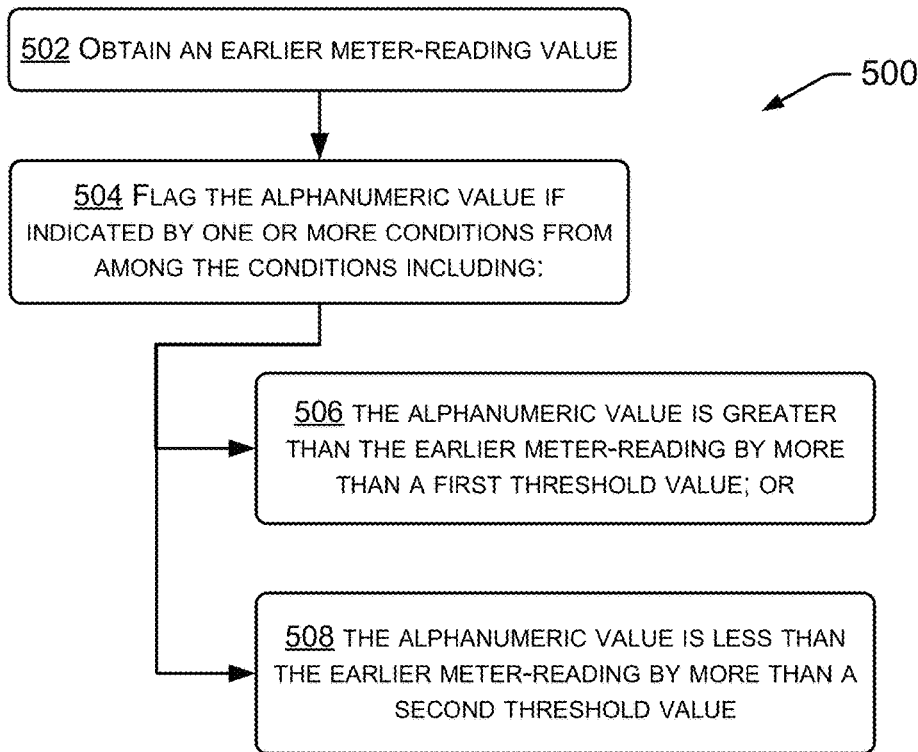 502 OBTAIN AN EARLIER METER-READING VALUE
500
504 FLAG THE ALPHANUMERIC VALUE IF
INDICATED BY ONE OR MORE CONDITIONS FROM
AMONG THE CONDITIONS INCLUDING:
506 THE ALPHANUMERIC VALUE IS GREATER
THAN THE EARLIER METER-READING BY MORE
THAN A FIRST THRESHOLD VALUE; OR
508 THE ALPHANUMERIC VALUE IS LESS THAN
THE EARLIER METER-READING BY MORE THAN A
SECOND THRESHOLD VALUE